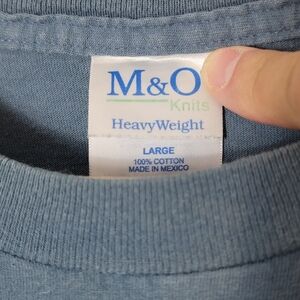 M&O
Knits
HeavyWeight
LARGE
100% COTTON
MADE IN MEXICO